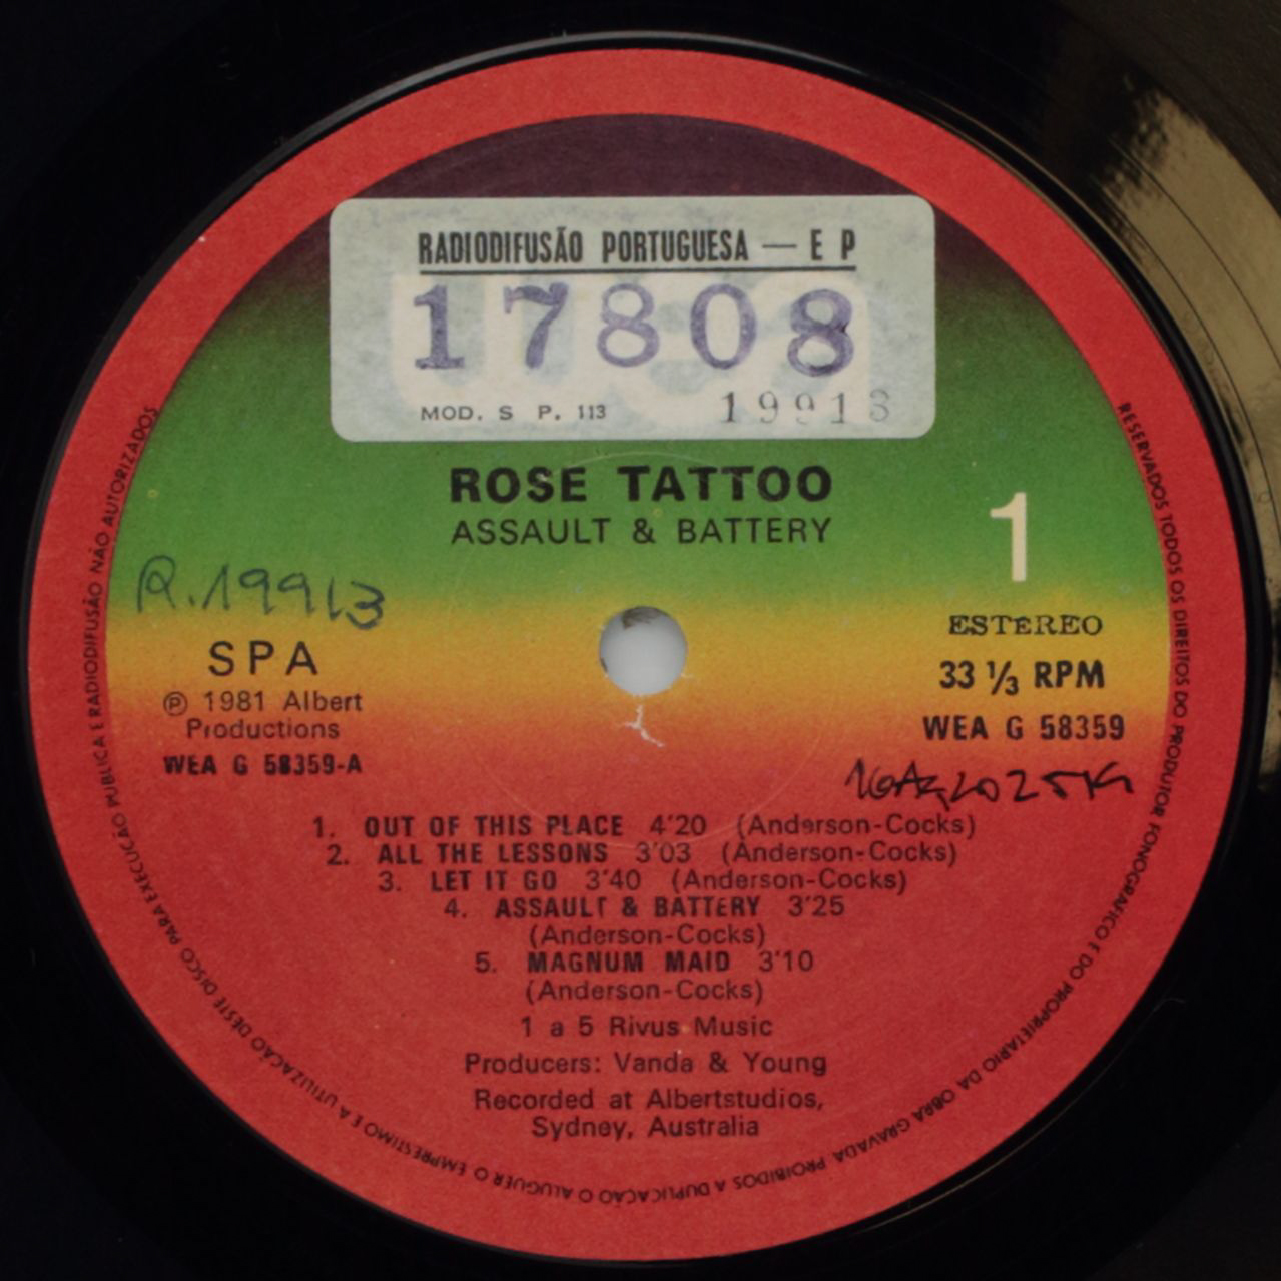 RADIODIFUSÃO PORTUGUESA — E P
17808
MOD. S P. 113
19913
ROSE TATTOO
ASSAULT & BATTERY
1
R.19913
SPA
℗ 1981 Albert
Productions
WEA G 58359-A
ESTEREO
33 ⅓ RPM
WEA G 58359
1. OUT OF THIS PLACE 4'20 (Anderson-Cocks)
2. ALL THE LESSONS 3'03 (Anderson-Cocks)
3. LET IT GO 3'40 (Anderson-Cocks)
4. ASSAULT & BATTERY 3'25
(Anderson-Cocks)
5. MAGNUM MAID 3'10
(Anderson-Cocks)
1 a 5 Rivus Music
Producers: Vanda & Young
Recorded at Albertstudios,
Sydney, Australia
RESERVADOS TODOS OS DIREITOS DO PRODUTOR FONOGRAFICO E DO PROPRIETARIO DA OBRA GRAVADA PROIBIDOS A DUPLICAÇÃO O ALUGUER O EMPRESTIMO E A UTILIZAÇÃO DESTE DISCO PARA EXECUÇÃO PUBLICA E RADIODIFUSÃO NÃO AUTORIZADOS